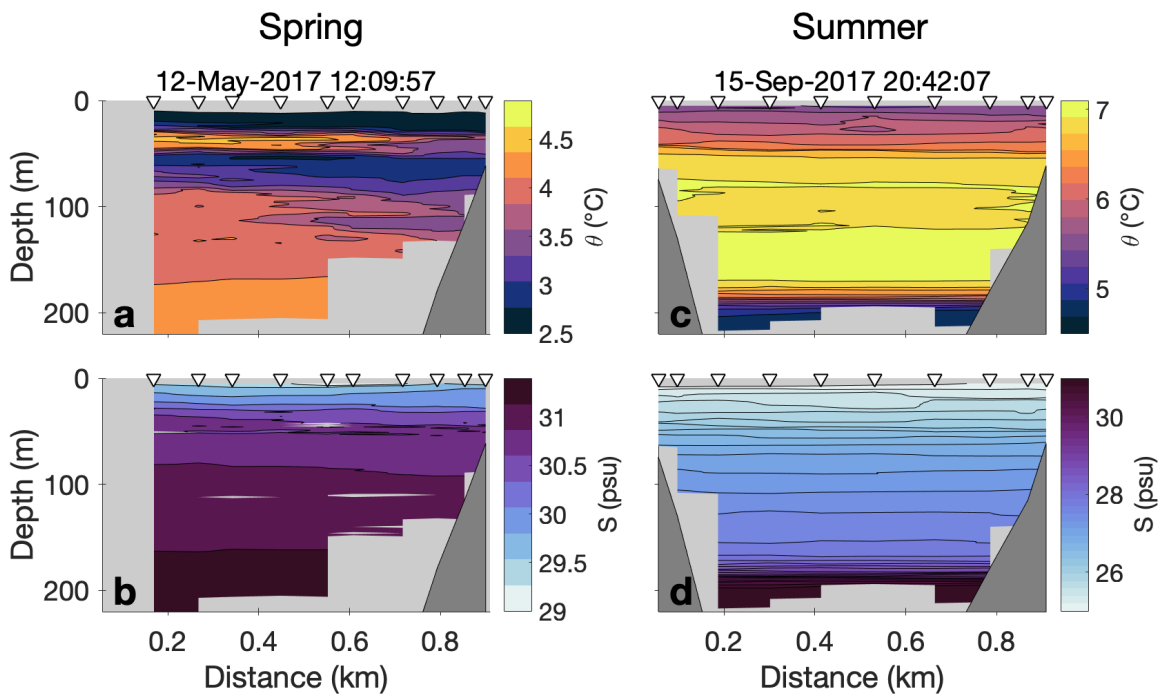 Spring
Summer
12-May-2017 12:09:57
15-Sep-2017 20:42:07
0
100
200
Depth (m)
a
4.5
4
3.5
3
2.5
θ (°C)
c
7
6
5
θ (°C)
0
100
200
Depth (m)
b
0.2
0.4
0.6
0.8
Distance (km)
31
30.5
30
29.5
29
S (psu)
d
0.2
0.4
0.6
0.8
Distance (km)
30
28
26
S (psu)